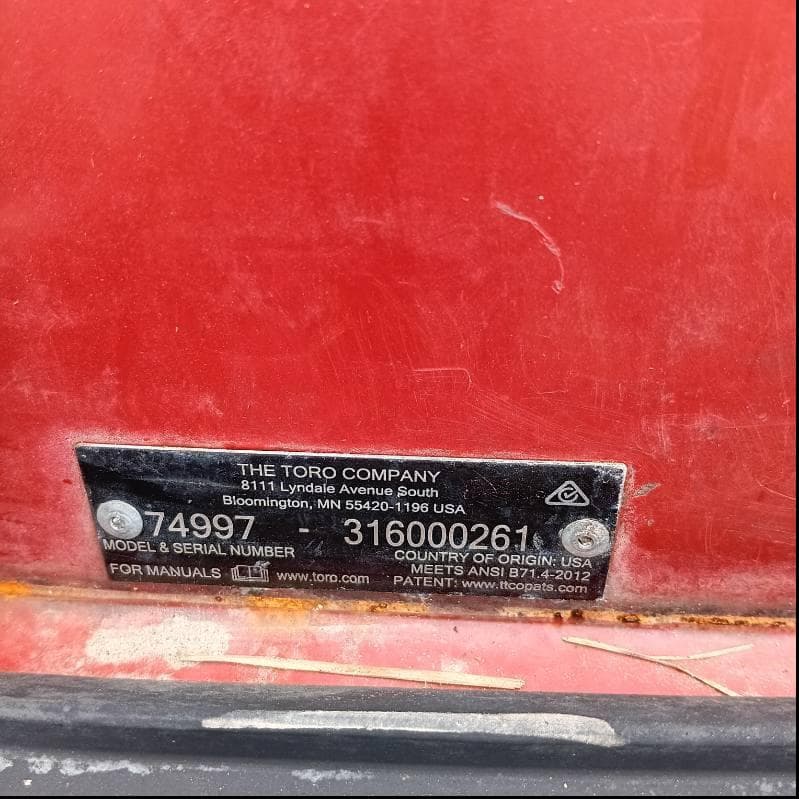 THE TORO COMPANY
8111 Lyndale Avenue South
Bloomington, MN 55420-1196 USA
74997 - 316000261
MODEL & SERIAL NUMBER
COUNTRY OF ORIGIN: USA
MEETS ANSI B71.4-2012
FOR MANUALS www.toro.com
PATENT: www.ttcopats.com